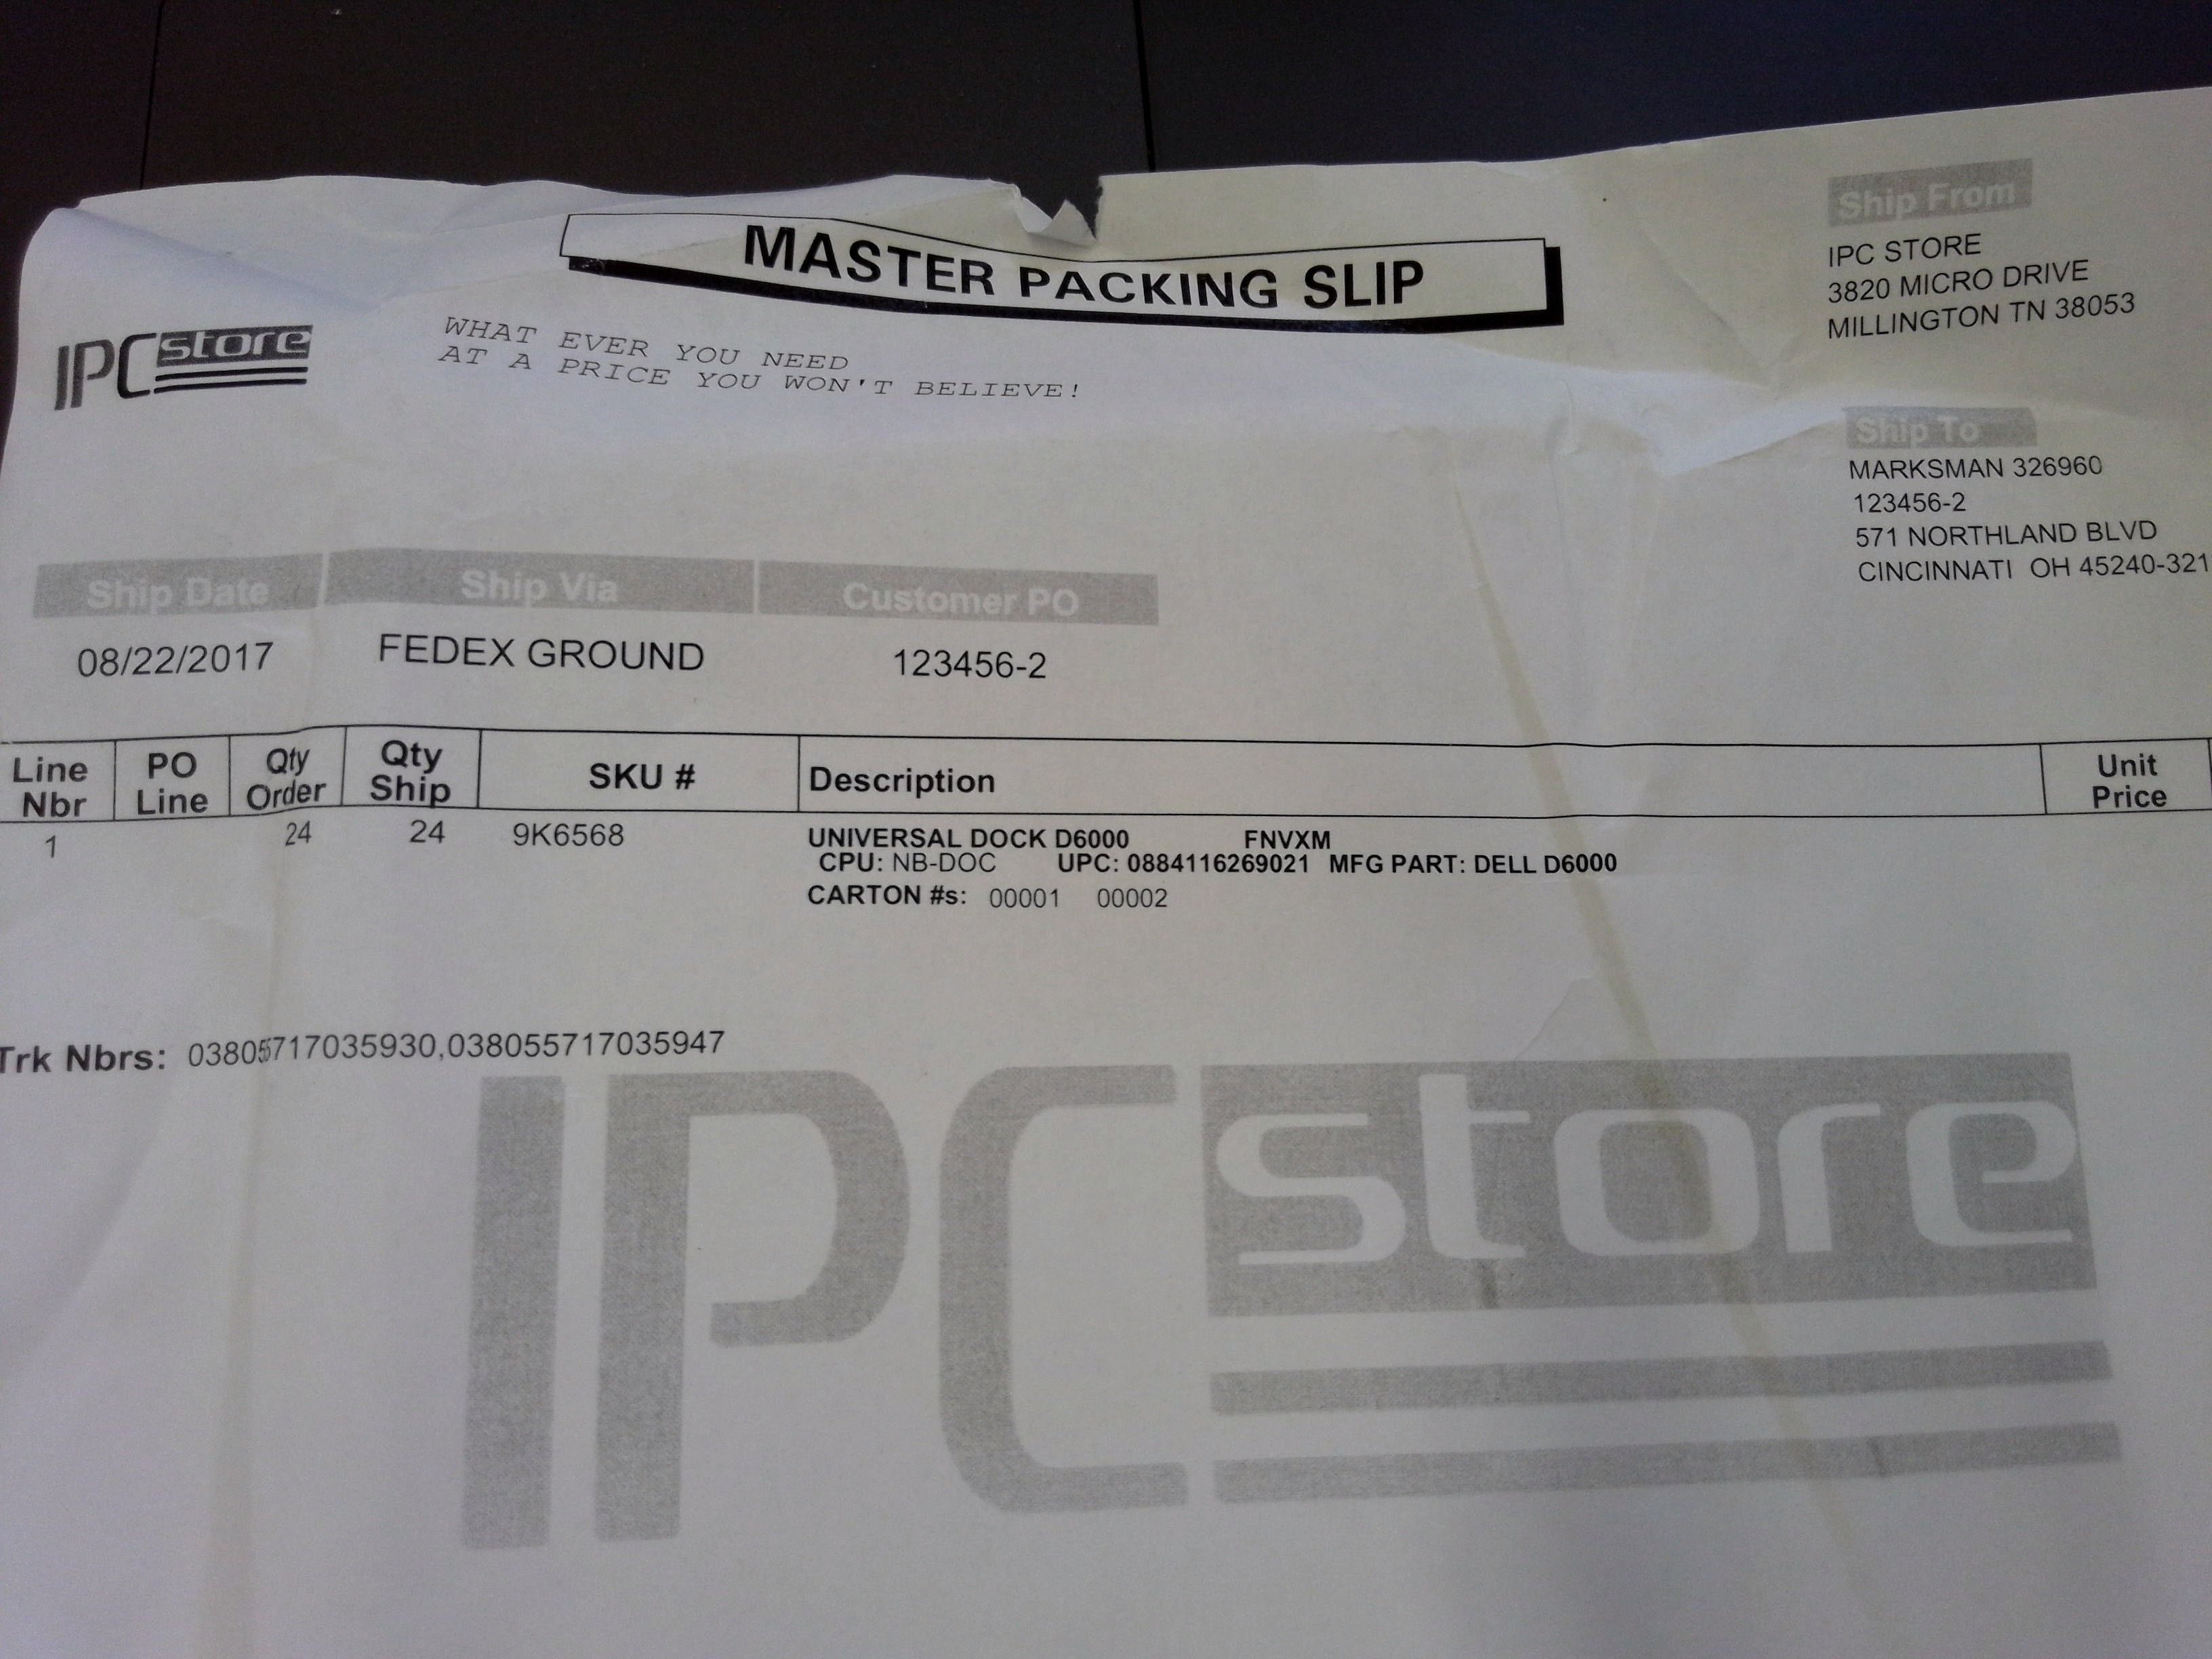 MASTER PACKING SLIP
IPC store
WHAT EVER YOU NEED
AT A PRICE YOU WON'T BELIEVE!
Ship From
IPC STORE
3820 MICRO DRIVE
MILLINGTON TN 38053
Ship To
MARKSMAN 326960
123456-2
571 NORTHLAND BLVD
CINCINNATI OH 45240-321
Ship Date Ship Via Customer PO
08/22/2017 FEDEX GROUND 123456-2
Line Nbr PO Line Qty Order Qty Ship SKU # Description Unit Price
1 24 24 9K6568 UNIVERSAL DOCK D6000 FNVXM
CPU: NB-DOC UPC: 0884116269021 MFG PART: DELL D6000
CARTON #s: 00001 00002
Trk Nbrs: 038055717035930,038055717035947
IPC store